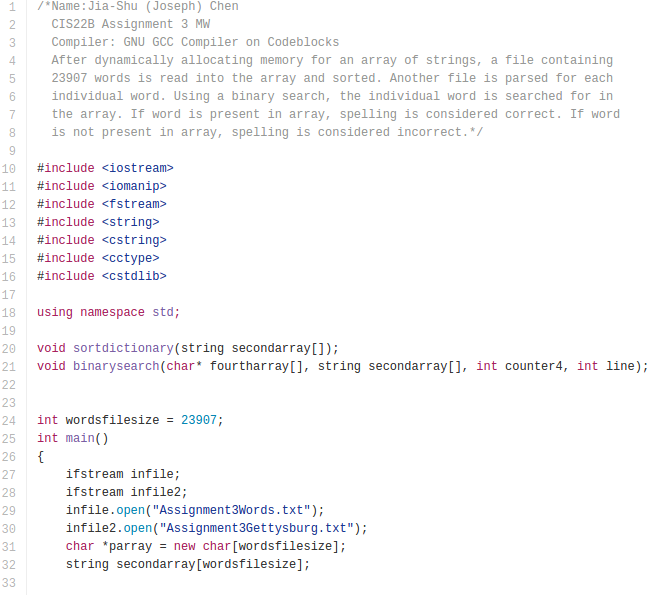 1 /*Name:Jia-Shu (Joseph) Chen
2   CIS22B Assignment 3 MW
3   Compiler: GNU GCC Compiler on Codeblocks
4   After dynamically allocating memory for an array of strings, a file containing
5   23907 words is read into the array and sorted. Another file is parsed for each
6   individual word. Using a binary search, the individual word is searched for in
7   the array. If word is present in array, spelling is considered correct. If word
8   is not present in array, spelling is considered incorrect.*/
9
10 #include <iostream>
11 #include <iomanip>
12 #include <fstream>
13 #include <string>
14 #include <cstring>
15 #include <cctype>
16 #include <cstdlib>
17
18 using namespace std;
19
20 void sortdictionary(string secondarray[]);
21 void binarysearch(char* fourtharray[], string secondarray[], int counter4, int line);
22
23
24 int wordsfilesize = 23907;
25 int main()
26 {
27     ifstream infile;
28     ifstream infile2;
29     infile.open("Assignment3Words.txt");
30     infile2.open("Assignment3Gettysburg.txt");
31     char *parray = new char[wordsfilesize];
32     string secondarray[wordsfilesize];
33